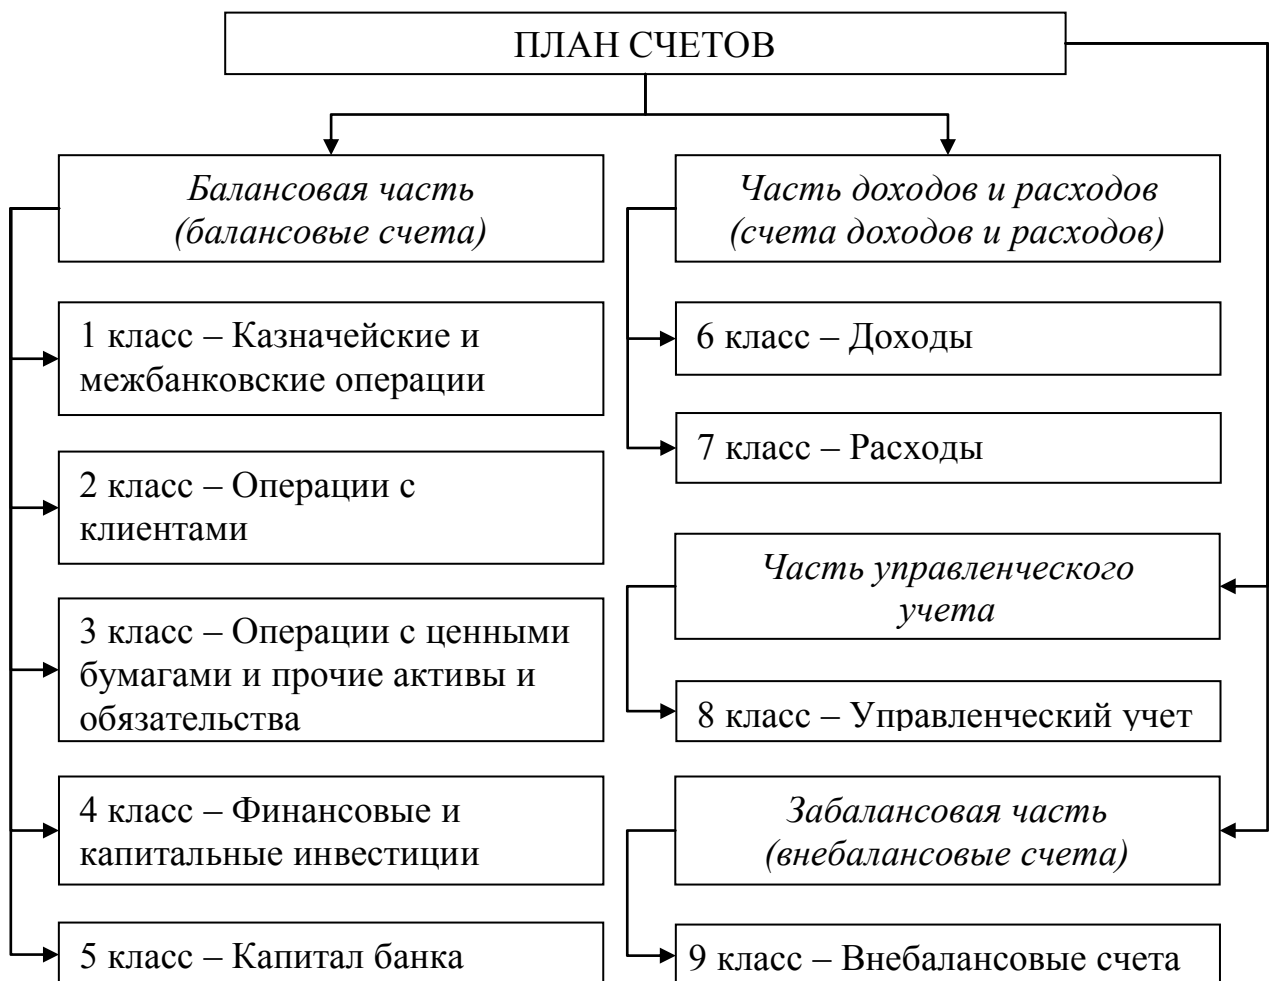 ПЛАН СЧЕТОВ
Балансовая часть
(балансовые счета)
1 класс – Казначейские и
межбанковские операции
2 класс – Операции с
клиентами
3 класс – Операции с ценными
бумагами и прочие активы и
обязательства
4 класс – Финансовые и
капитальные инвестиции
5 класс – Капитал банка
Часть доходов и расходов
(счета доходов и расходов)
6 класс – Доходы
7 класс – Расходы
Часть управленческого
учета
8 класс – Управленческий учет
Забалансовая часть
(внебалансовые счета)
9 класс – Внебалансовые счета